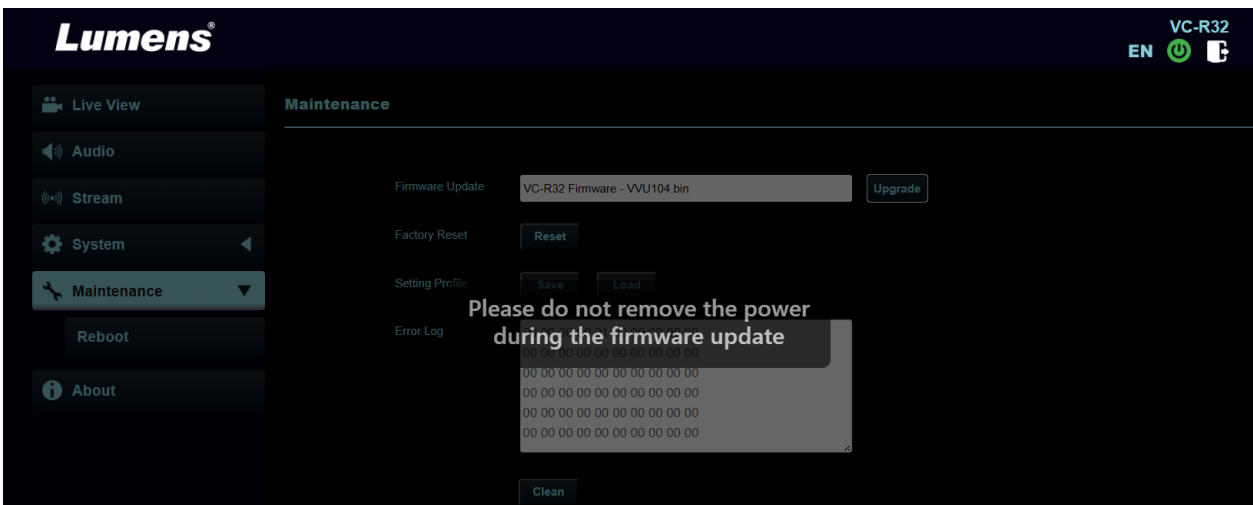 Lumens®
VC-R32
EN
Live View
Audio
Stream
System
Maintenance
Reboot
About
Maintenance
Firmware Update
VC-R32 Firmware - VVU104.bin
Upgrade
Factory Reset
Reset
Setting Profile
Save
Load
Please do not remove the power
during the firmware update
Error Log
00 00 00 00 00 00 00 00 00 00
00 00 00 00 00 00 00 00 00 00
00 00 00 00 00 00 00 00 00 00
00 00 00 00 00 00 00 00 00 00
00 00 00 00 00 00 00 00 00 00
Clean